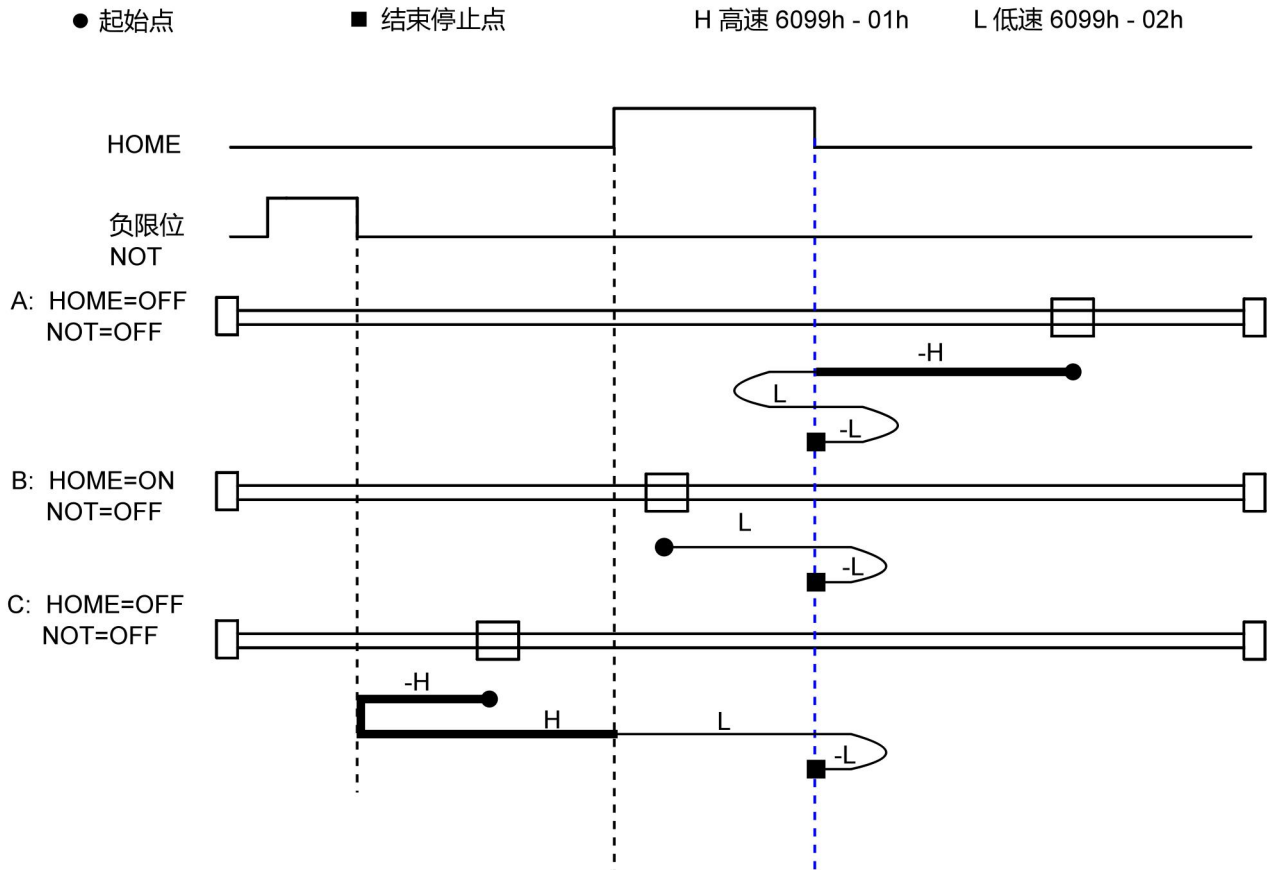 ● 起始点 ■ 结束停止点 H 高速 6099h - 01h L 低速 6099h - 02h
HOME
负限位
NOT
A: HOME=OFF
NOT=OFF
-H
L
-L
B: HOME=ON
NOT=OFF
L
-L
C: HOME=OFF
NOT=OFF
-H
H L
-L